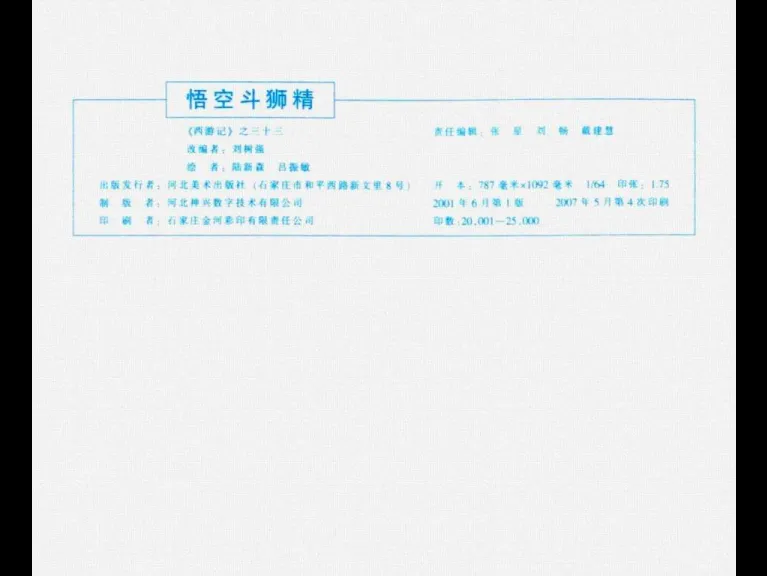 悟空斗狮精
《西游记》之三十三
责任编辑：张 星 刘 畅 戴建慧
改编者：刘树强
绘 者：陆新森 吕振敏
出版发行者：河北美术出版社（石家庄市和平西路新文里8号）
开 本：787毫米×1092毫米 1/64 印张：1.75
制 版 者：河北神兴数字技术有限公司
2001年6月第1版 2007年5月第4次印刷
印 刷 者：石家庄金河彩印有限责任公司
印数：20,001—25,000